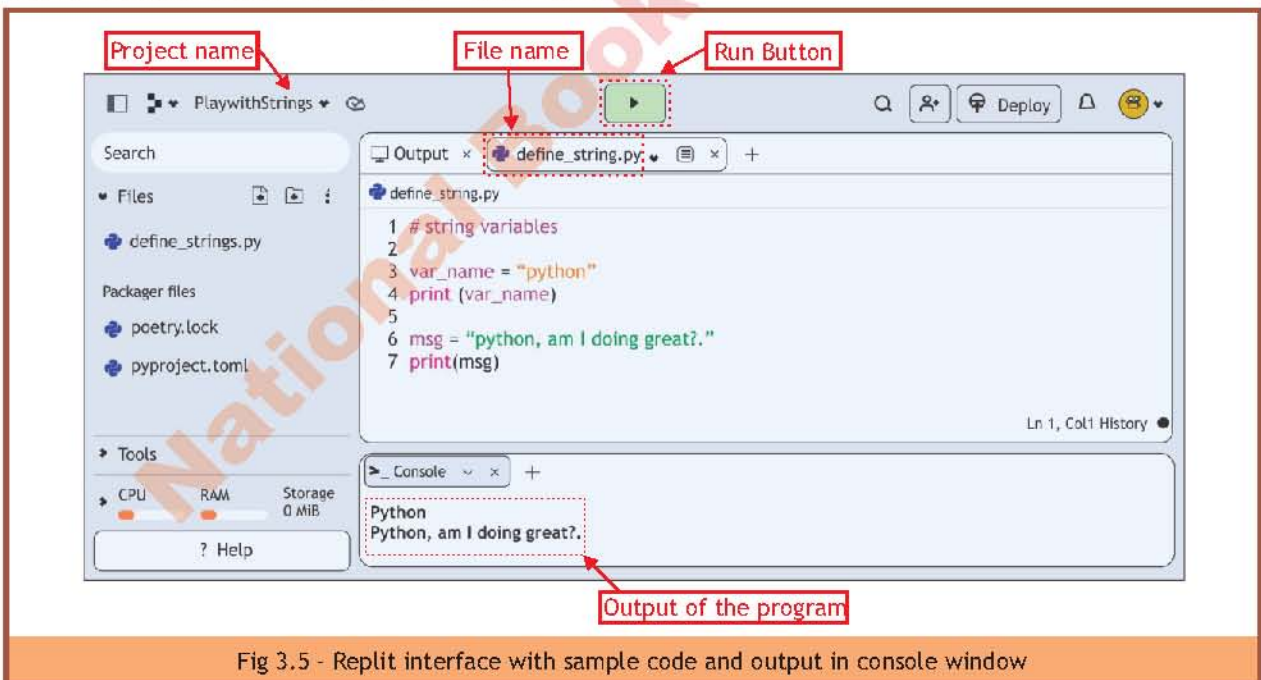 Project name
File name
Run Button
PlaywithStrings
Deploy
Search
Output × define_string.py × +
Files
define_string.py
1 # string variables
define_strings.py
2
3 var_name = “python”
Packager files
4 print (var_name)
5
poetry.lock
6 msg = “python, am I doing great?.”
pyproject.toml
7 print(msg)
Ln 1, Col1 History
Tools
>_ Console × +
CPU RAM Storage
0 MiB
Python
Python, am I doing great?.
? Help
Output of the program
Fig 3.5 - Replit interface with sample code and output in console window
National Book